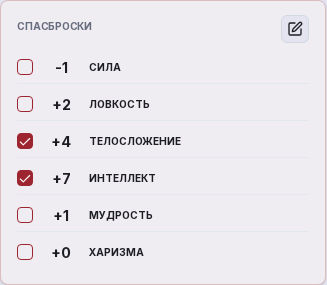 СПАСБРОСКИ
-1 СИЛА
+2 ЛОВКОСТЬ
+4 ТЕЛОСЛОЖЕНИЕ
+7 ИНТЕЛЛЕКТ
+1 МУДРОСТЬ
+0 ХАРИЗМА